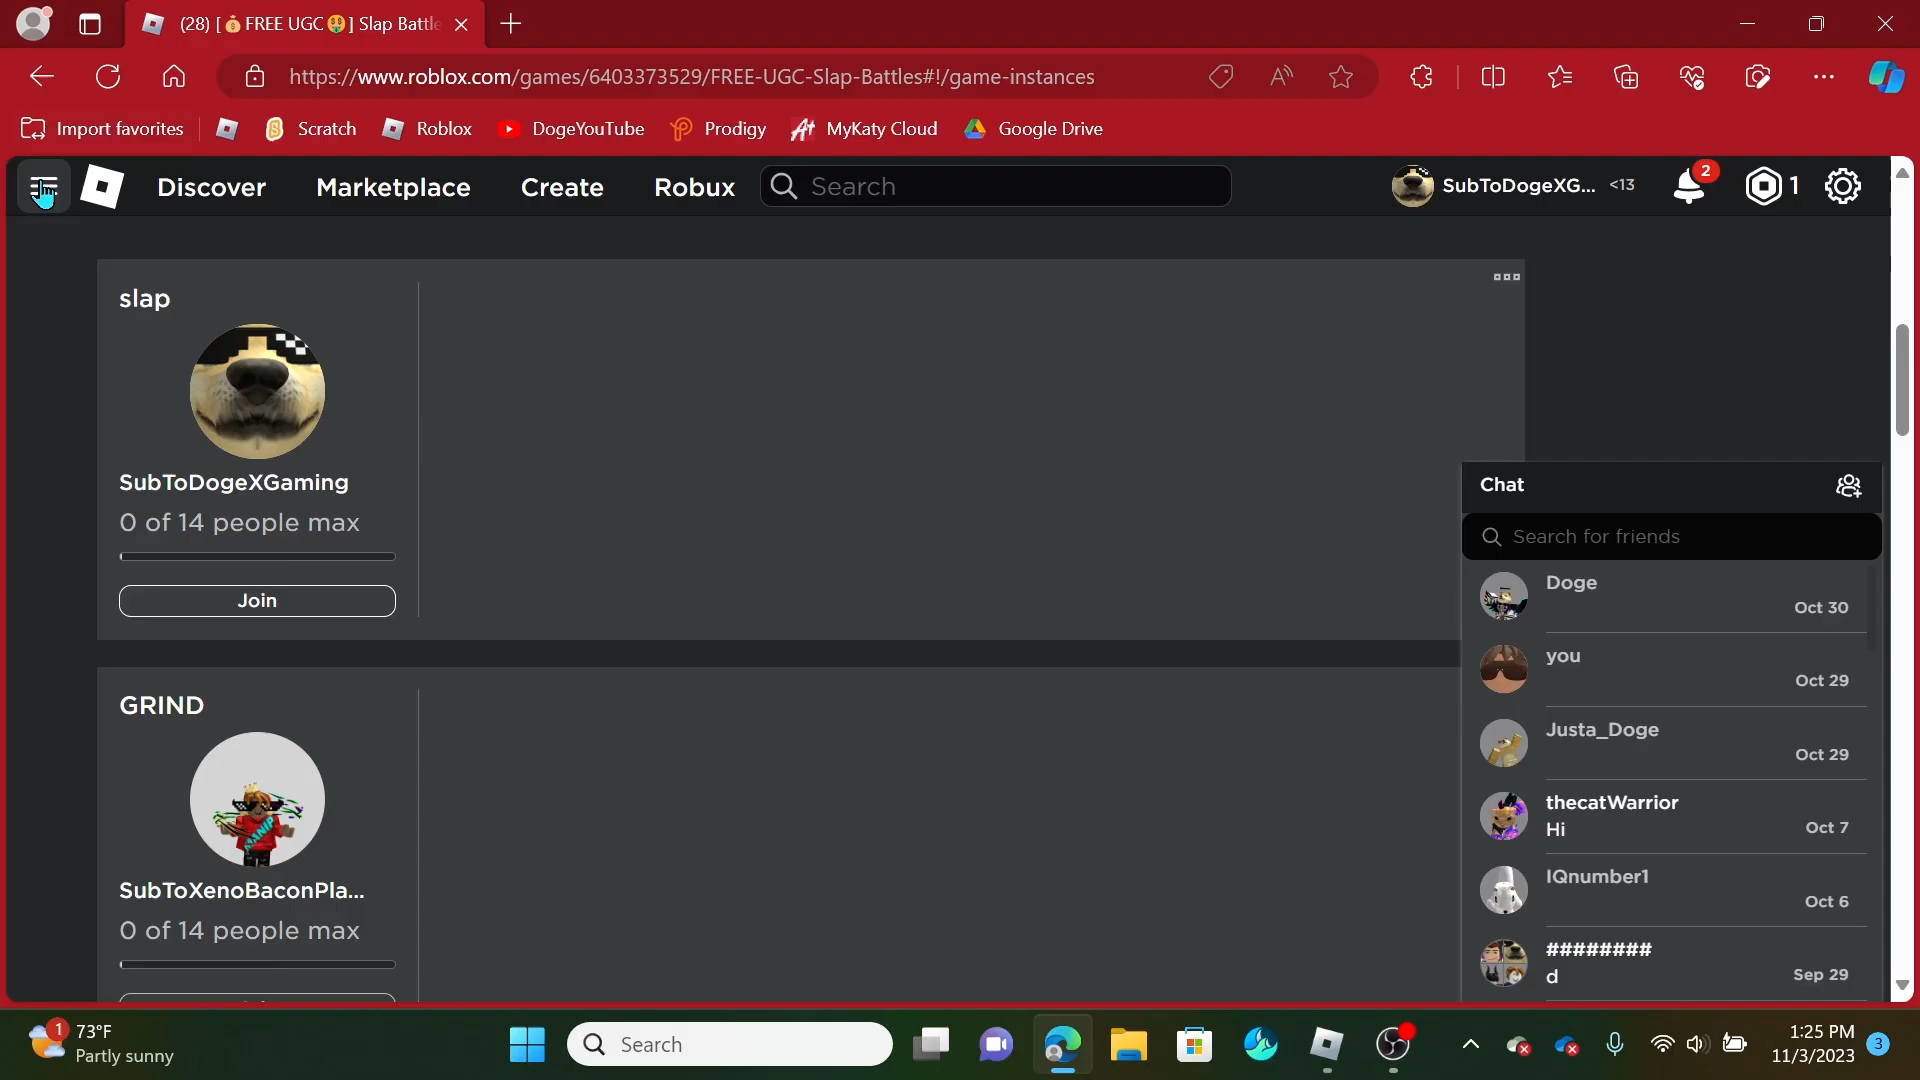 (28) [💰FREE UGC🤑] Slap Battle
https://www.roblox.com/games/6403373529/FREE-UGC-Slap-Battles#!/game-instances
Import favorites
Scratch
Roblox
DogeYouTube
Prodigy
MyKaty Cloud
Google Drive
Discover
Marketplace
Create
Robux
Search
SubToDogeXG...
<13
2
1
slap
SubToDogeXGaming
0 of 14 people max
Join
GRIND
SubToXenoBaconPla...
0 of 14 people max
Chat
Search for friends
Doge
Oct 30
you
Oct 29
Justa_Doge
Oct 29
thecatWarrior
Hi
Oct 7
IQnumber1
Oct 6
########
d
Sep 29
1
73°F
Partly sunny
Search
1:25 PM
11/3/2023
3